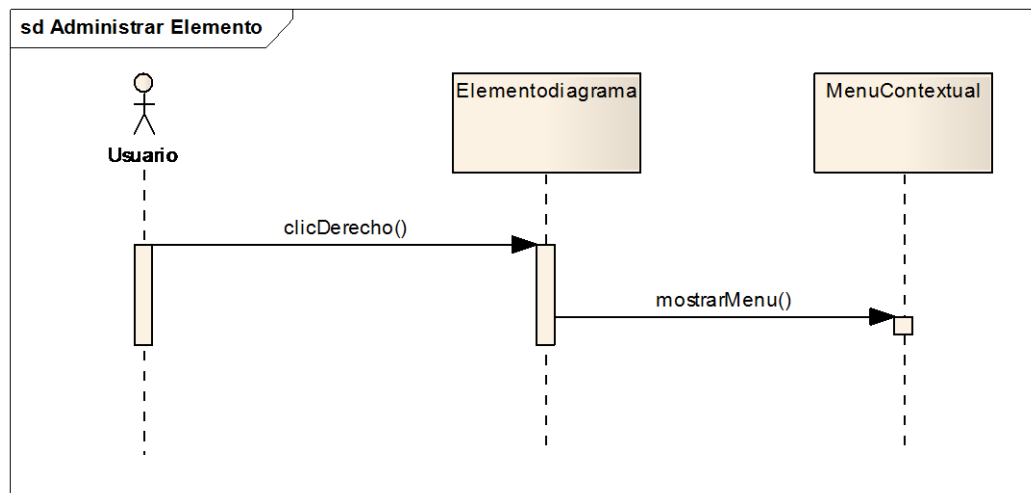 sd Administrar Elemento
Elementodiagrama
MenuContextual
Usuario
clicDerecho()
mostrarMenu()